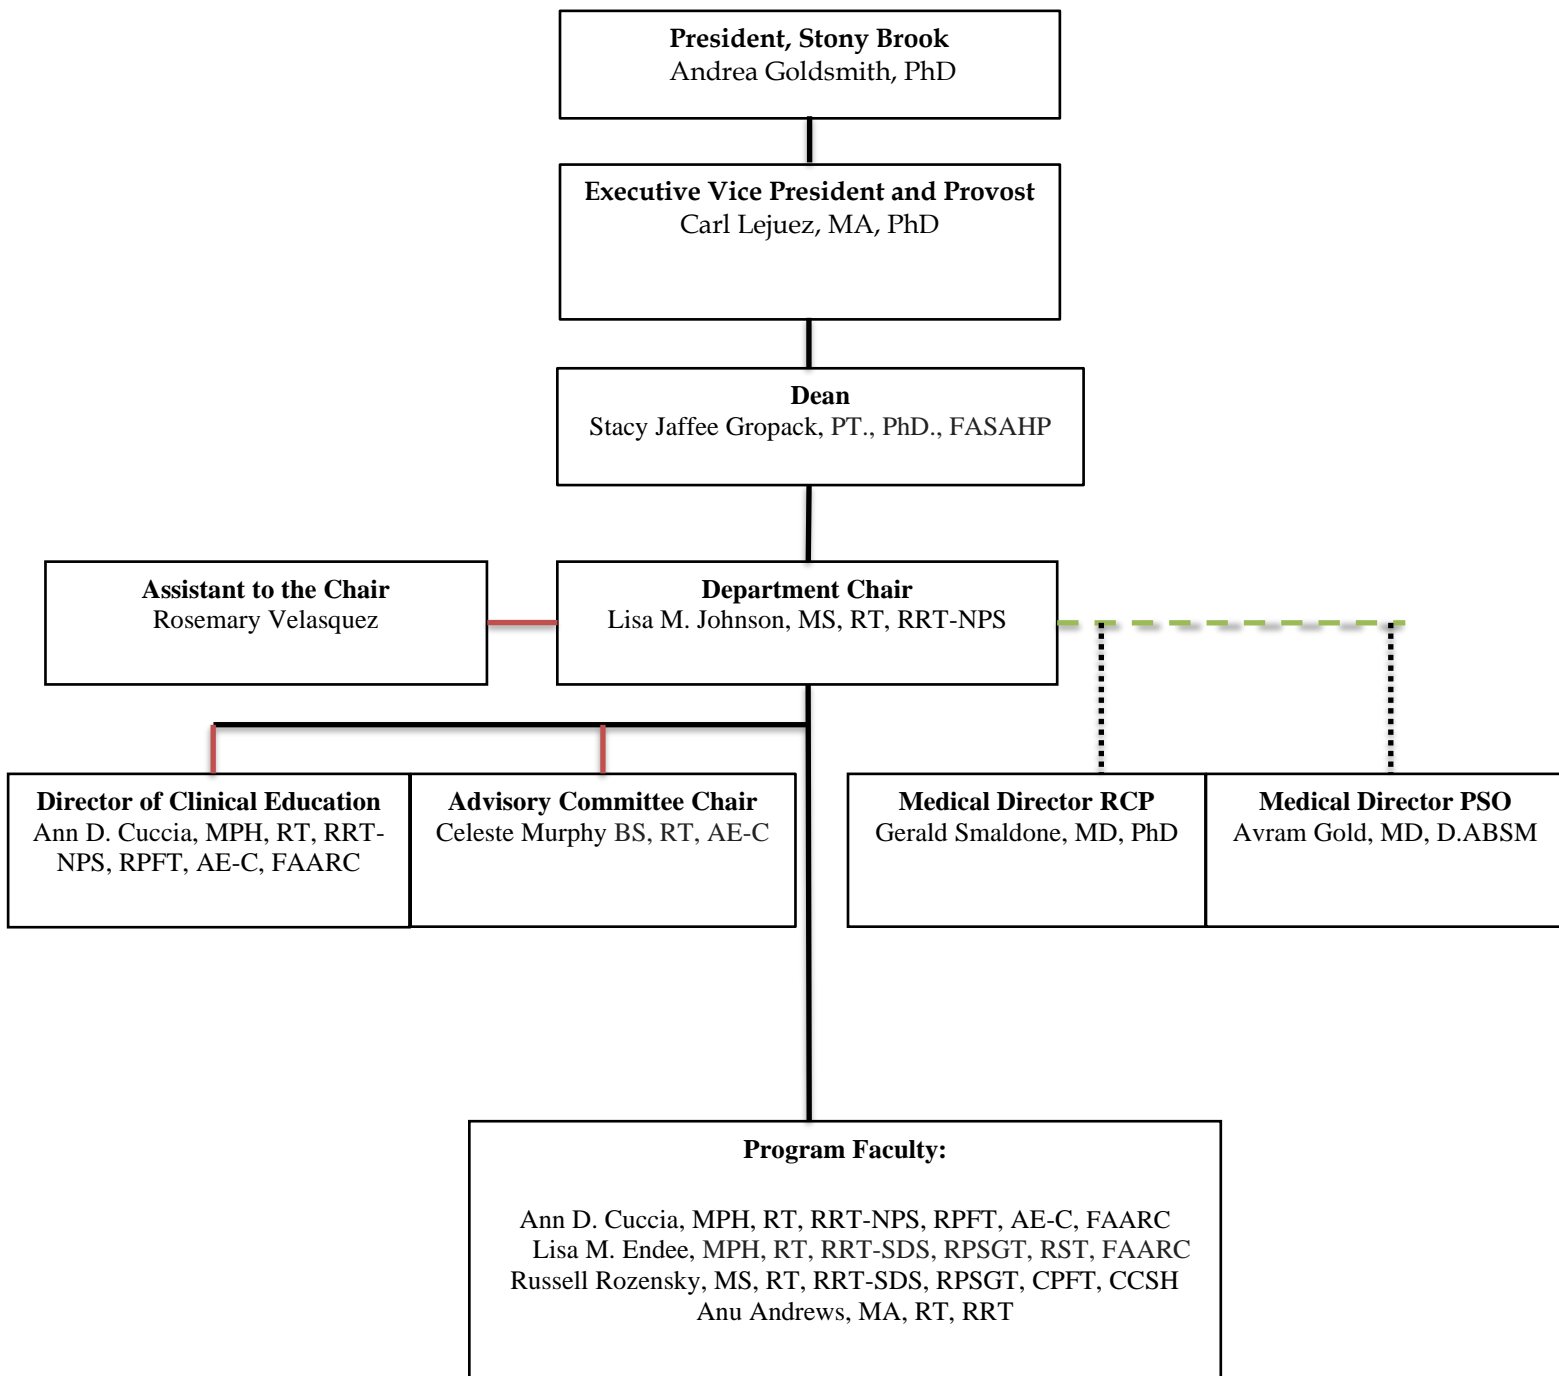 President, Stony Brook
Andrea Goldsmith, PhD
Executive Vice President and Provost
Carl Lejuez, MA, PhD
Dean
Stacy Jaffee Gropack, PT., PhD., FASAHP
Assistant to the Chair
Rosemary Velasquez
Department Chair
Lisa M. Johnson, MS, RT, RRT-NPS
Director of Clinical Education
Ann D. Cuccia, MPH, RT, RRT-
NPS, RPFT, AE-C, FAARC
Advisory Committee Chair
Celeste Murphy BS, RT, AE-C
Medical Director RCP
Gerald Smaldone, MD, PhD
Medical Director PSO
Avram Gold, MD, D.ABSM
Program Faculty:
Ann D. Cuccia, MPH, RT, RRT-NPS, RPFT, AE-C, FAARC
Lisa M. Endee, MPH, RT, RRT-SDS, RPSGT, RST, FAARC
Russell Rozensky, MS, RT, RRT-SDS, RPSGT, CPFT, CCSH
Anu Andrews, MA, RT, RRT